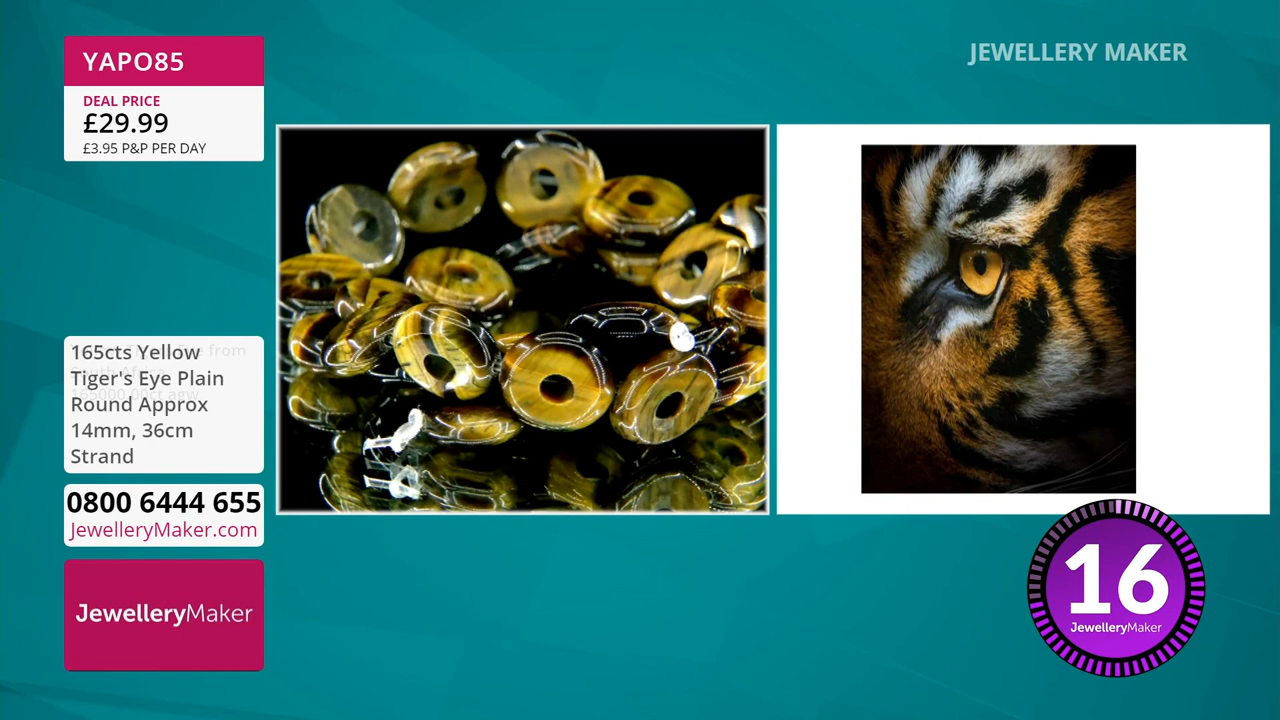 YAPO85
DEAL PRICE
£29.99
£3.95 P&P PER DAY
JEWELLERY MAKER
165cts Yellow
Tiger's Eye Plain
Round Approx
14mm, 36cm
Strand
0800 6444 655
JewelleryMaker.com
JewelleryMaker
16
JewelleryMaker